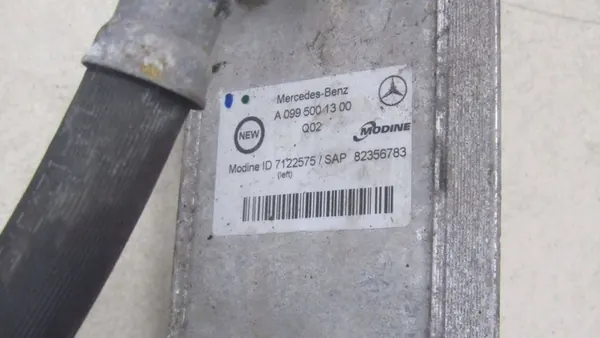 Mercedes-Benz
A 099 500 13 00
NEW
Q02
MODINE
Modine ID 7122575 / SAP 82356783
(left)